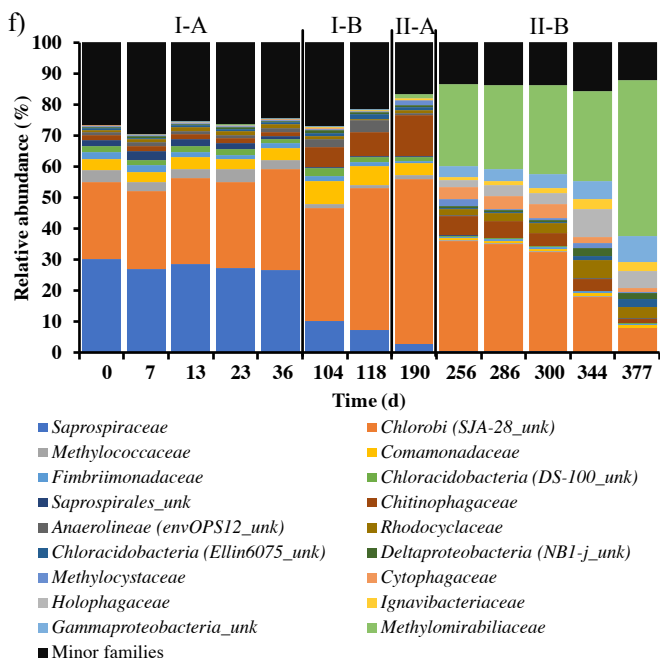 f)
I-A I-B II-A II-B
100
90
80
70
60
50
40
30
20
10
0
Relative abundance (%)
0 7 13 23 36 104 118 190 256 286 300 344 377
Time (d)
Saprospiraceae Chlorobi (SJA-28_unk)
Methylococcaceae Comamonadaceae
Fimbriimonadaceae Chloracidobacteria (DS-100_unk)
Saprospirales_unk Chitinophagaceae
Anaerolineae (envOPS12_unk) Rhodocyclaceae
Chloracidobacteria (Ellin6075_unk) Deltaproteobacteria (NB1-j_unk)
Methylocystaceae Cytophagaceae
Holophagaceae Ignavibacteriaceae
Gammaproteobacteria_unk Methylomirabiliaceae
Minor families